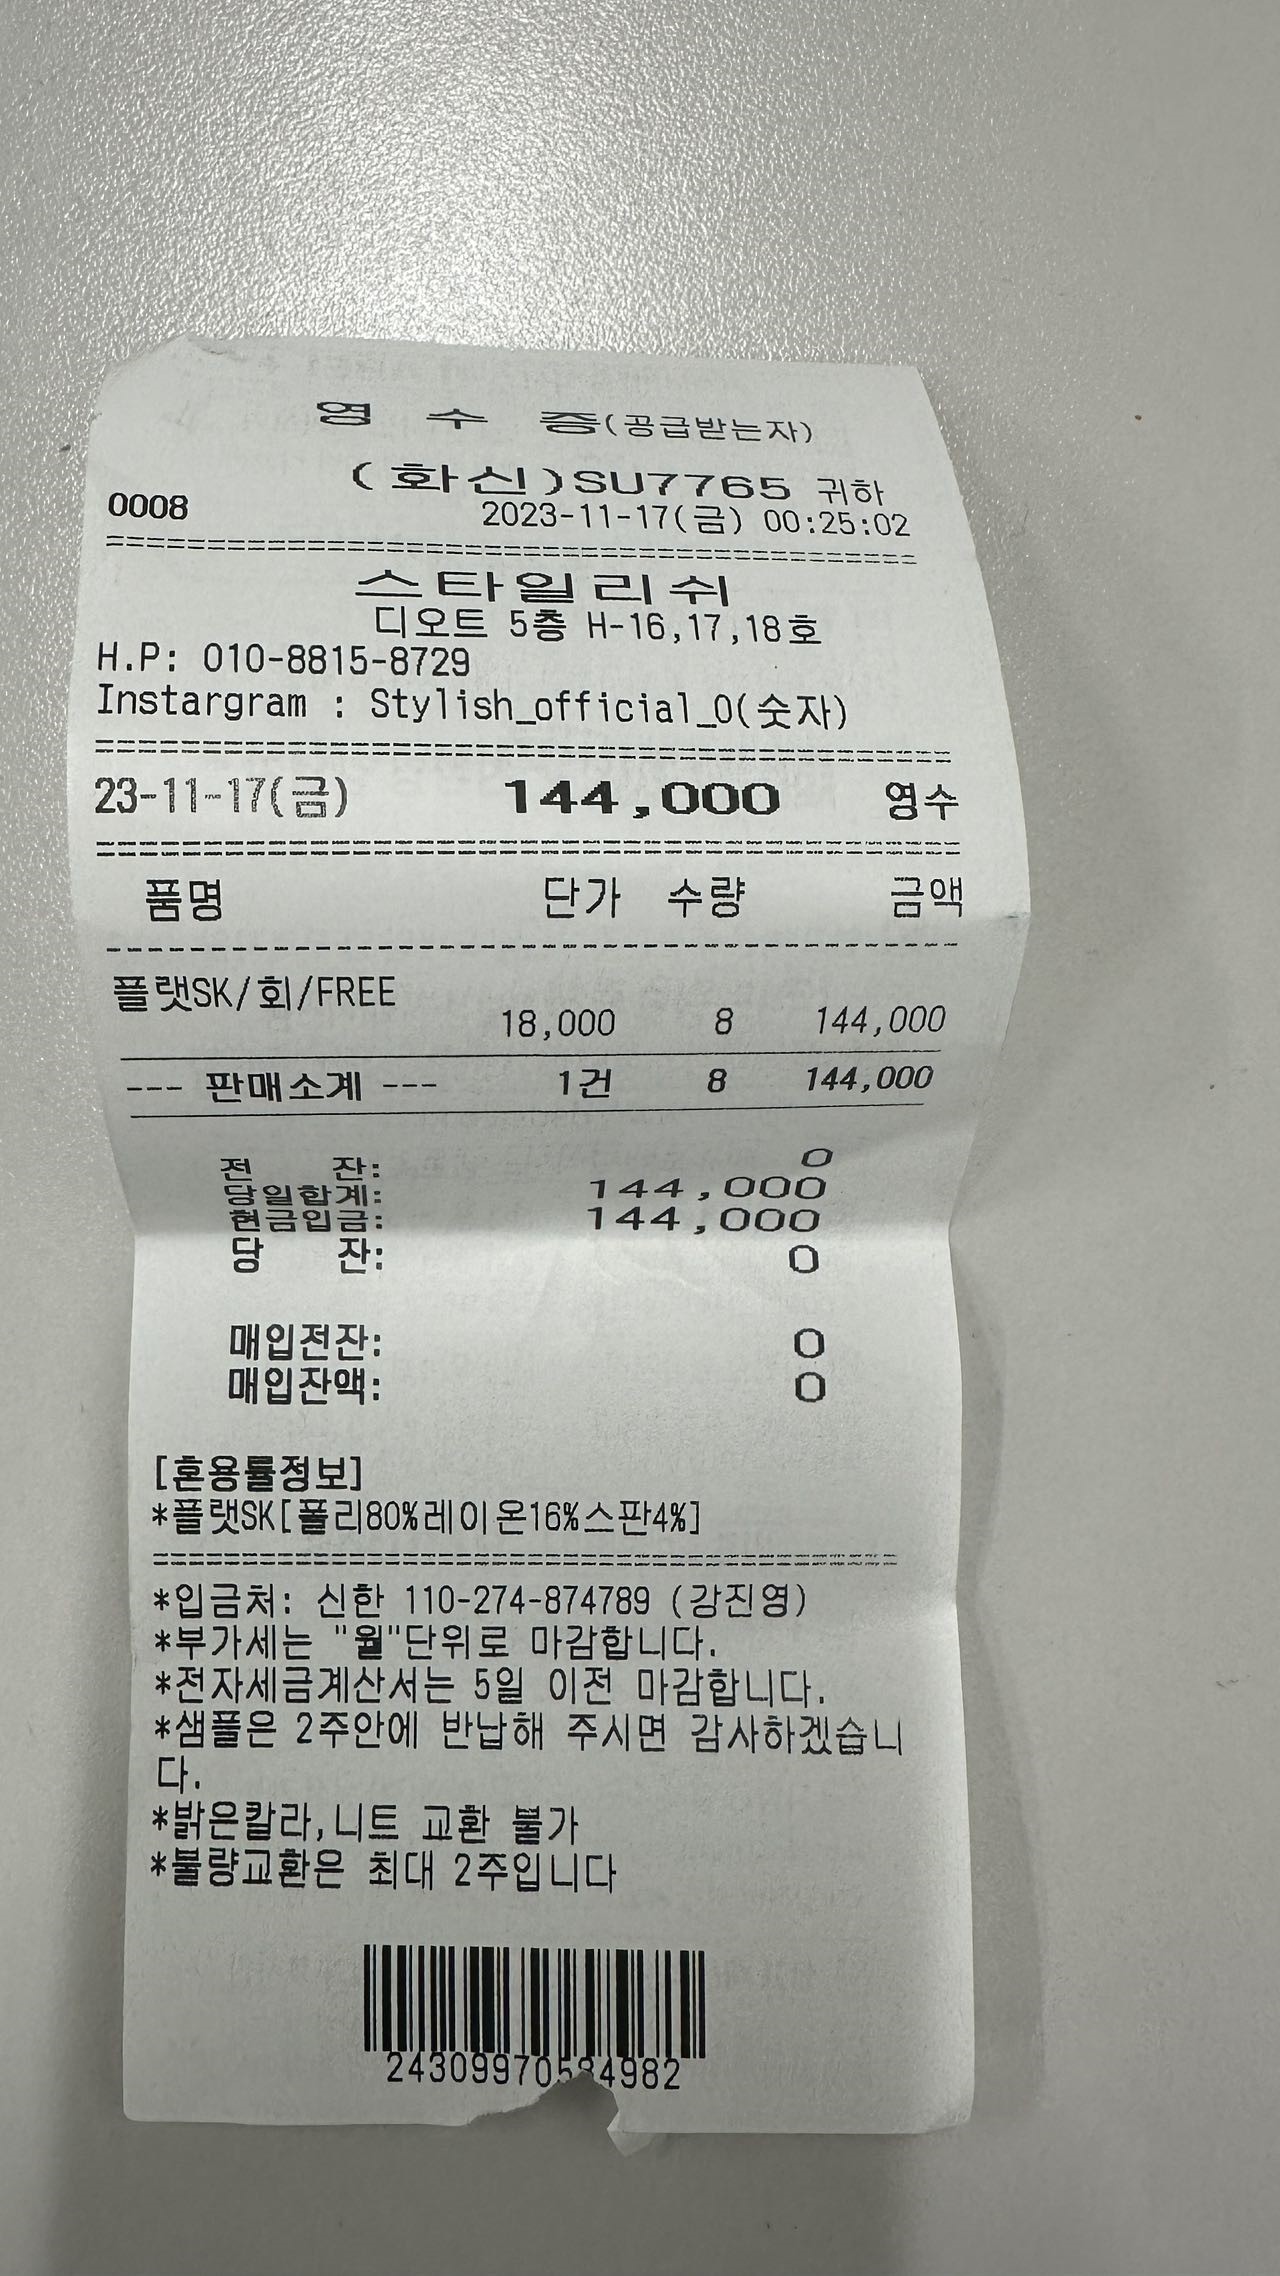 영 수 증(공급받는자)
(화신)SU7765 귀하
0008 2023-11-17(금) 00:25:02
========================================
스타일리쉬
디오트 5층 H-16,17,18호
H.P: 010-8815-8729
Instargram : Stylish_official_0(숫자)
========================================
23-11-17(금) 144,000 영수
========================================
품명 단가 수량 금액
----------------------------------------
플랫SK/회/FREE
18,000 8 144,000
--- 판매소계 --- 1건 8 144,000
전 잔: 0
당일합계: 144,000
현금입금: 144,000
당 잔: 0
매입전잔: 0
매입잔액: 0
[혼용률정보]
*플랫SK[폴리80%레이온16%스판4%]
========================================
*입금처: 신한 110-274-874789 (강진영)
*부가세는 "월"단위로 마감합니다.
*전자세금계산서는 5일 이전 마감합니다.
*샘플은 2주안에 반납해 주시면 감사하겠습니
다.
*밝은칼라,니트 교환 불가
*불량교환은 최대 2주입니다